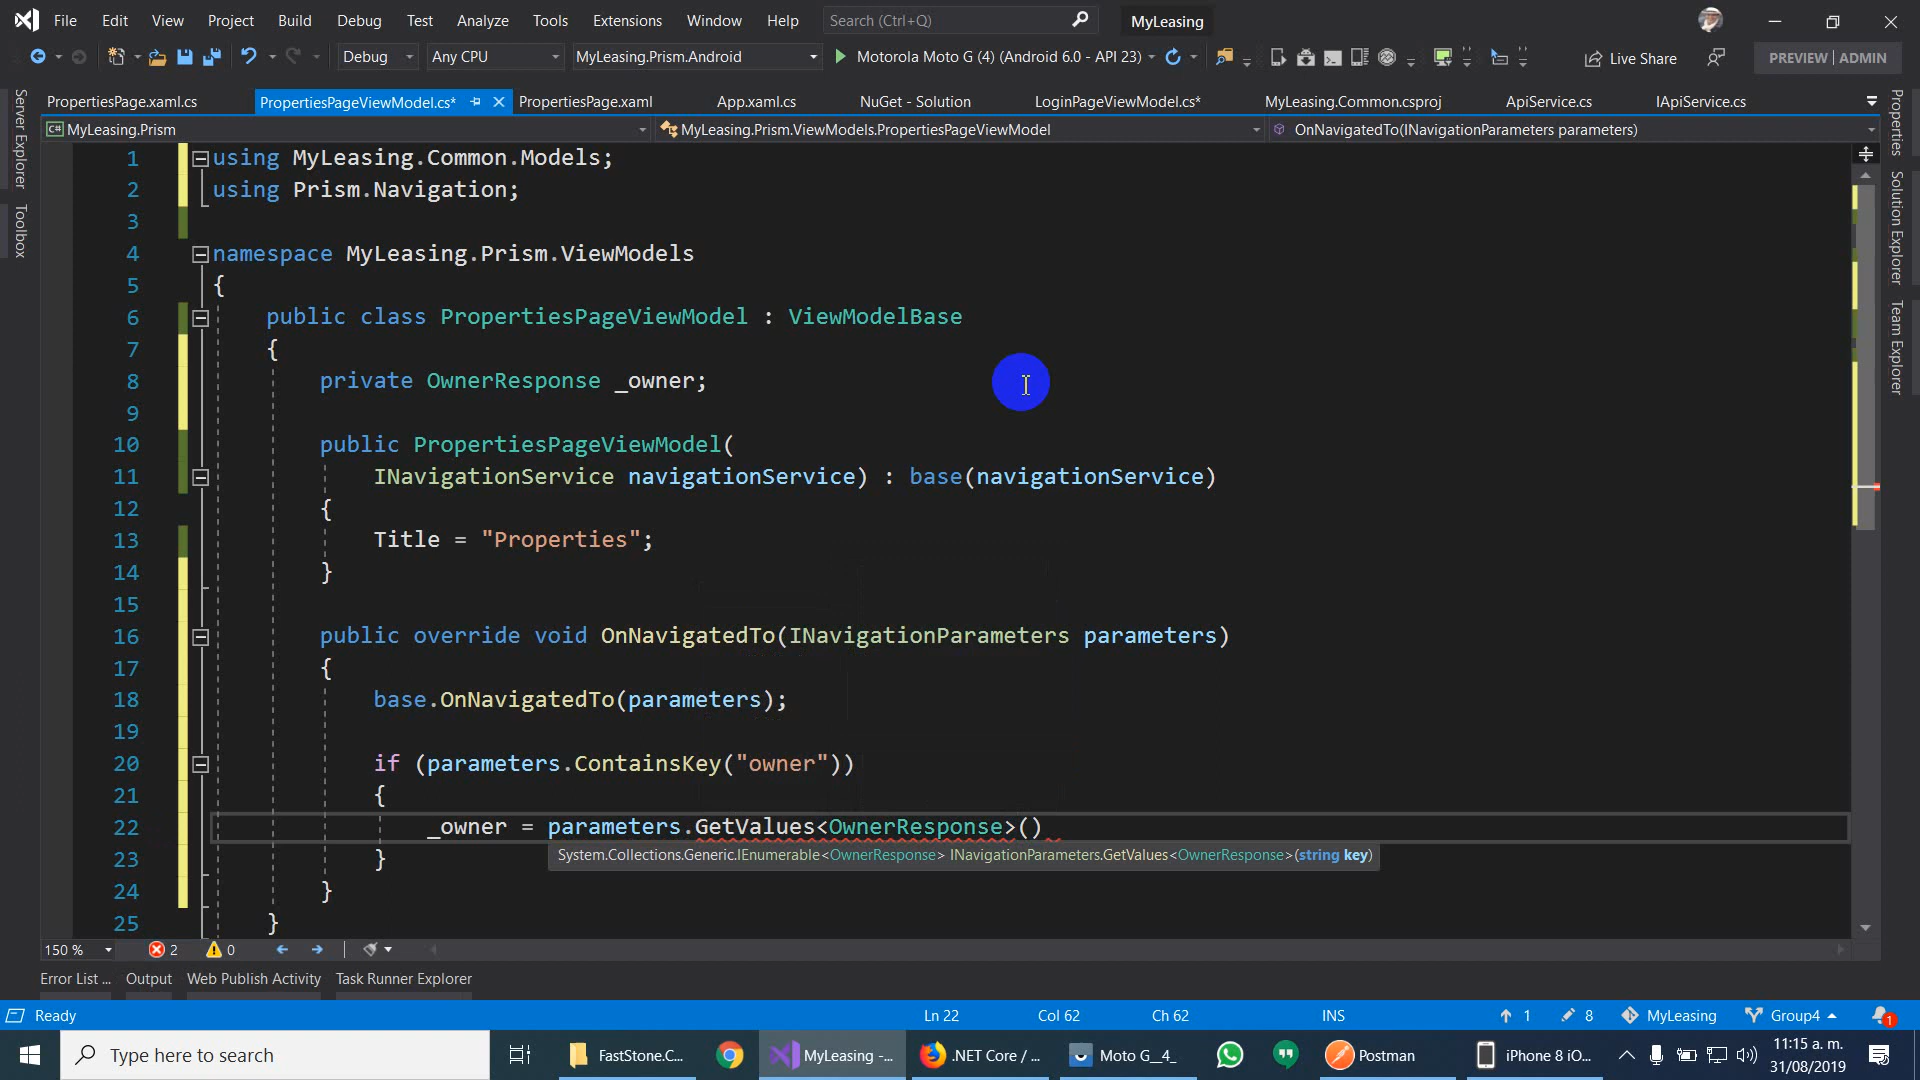 File Edit View Project Build Debug Test Analyze Tools Extensions Window Help Search (Ctrl+Q) MyLeasing
Debug Any CPU MyLeasing.Prism.Android Motorola Moto G (4) (Android 6.0 - API 23) Live Share PREVIEW | ADMIN
PropertiesPage.xaml.cs PropertiesPageViewModel.cs* PropertiesPage.xaml App.xaml.cs NuGet - Solution LoginPageViewModel.cs* MyLeasing.Common.csproj ApiService.cs IApiService.cs
C# MyLeasing.Prism MyLeasing.Prism.ViewModels.PropertiesPageViewModel OnNavigatedTo(INavigationParameters parameters)
Server Explorer
Toolbox
Properties
Solution Explorer
Team Explorer
1 using MyLeasing.Common.Models;
2 using Prism.Navigation;
3
4 namespace MyLeasing.Prism.ViewModels
5 {
6 public class PropertiesPageViewModel : ViewModelBase
7 {
8 private OwnerResponse _owner;
9
10 public PropertiesPageViewModel(
11 INavigationService navigationService) : base(navigationService)
12 {
13 Title = "Properties";
14 }
15
16 public override void OnNavigatedTo(INavigationParameters parameters)
17 {
18 base.OnNavigatedTo(parameters);
19
20 if (parameters.ContainsKey("owner"))
21 {
22 _owner = parameters.GetValues<OwnerResponse>()
System.Collections.Generic.IEnumerable<OwnerResponse> INavigationParameters.GetValues<OwnerResponse>(string key)
23 }
24 }
25 }
150 % 2 0
Error List ... Output Web Publish Activity Task Runner Explorer
Ready Ln 22 Col 62 Ch 62 INS 1 8 MyLeasing Group4 1
Type here to search FastStone.C... MyLeasing -... .NET Core / ... Moto G__4_ Postman iPhone 8 iO... 11:15 a. m.
31/08/2019